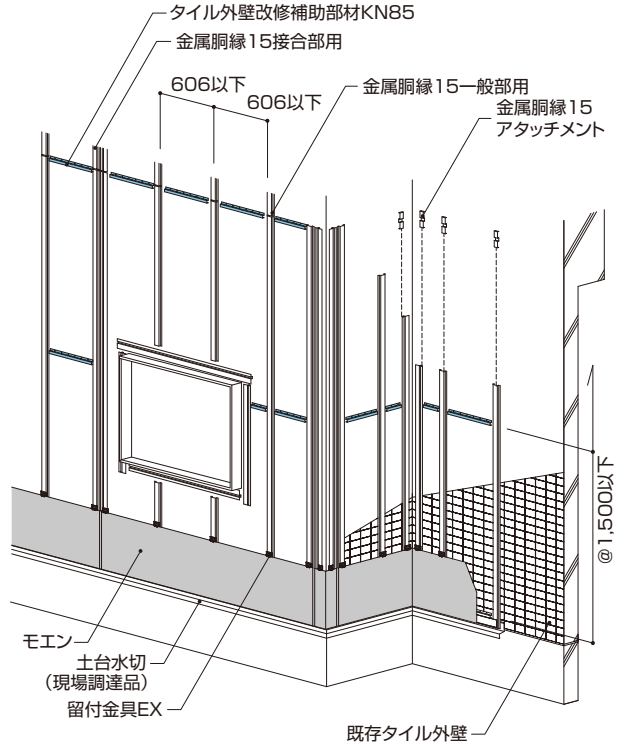 タイル外壁改修補助部材KN85
金属胴縁15接合部用
606以下
606以下
金属胴縁15一般部用
金属胴縁15
アタッチメント
@1,500以下
モエン
土台水切
（現場調達品）
留付金具EX
既存タイル外壁